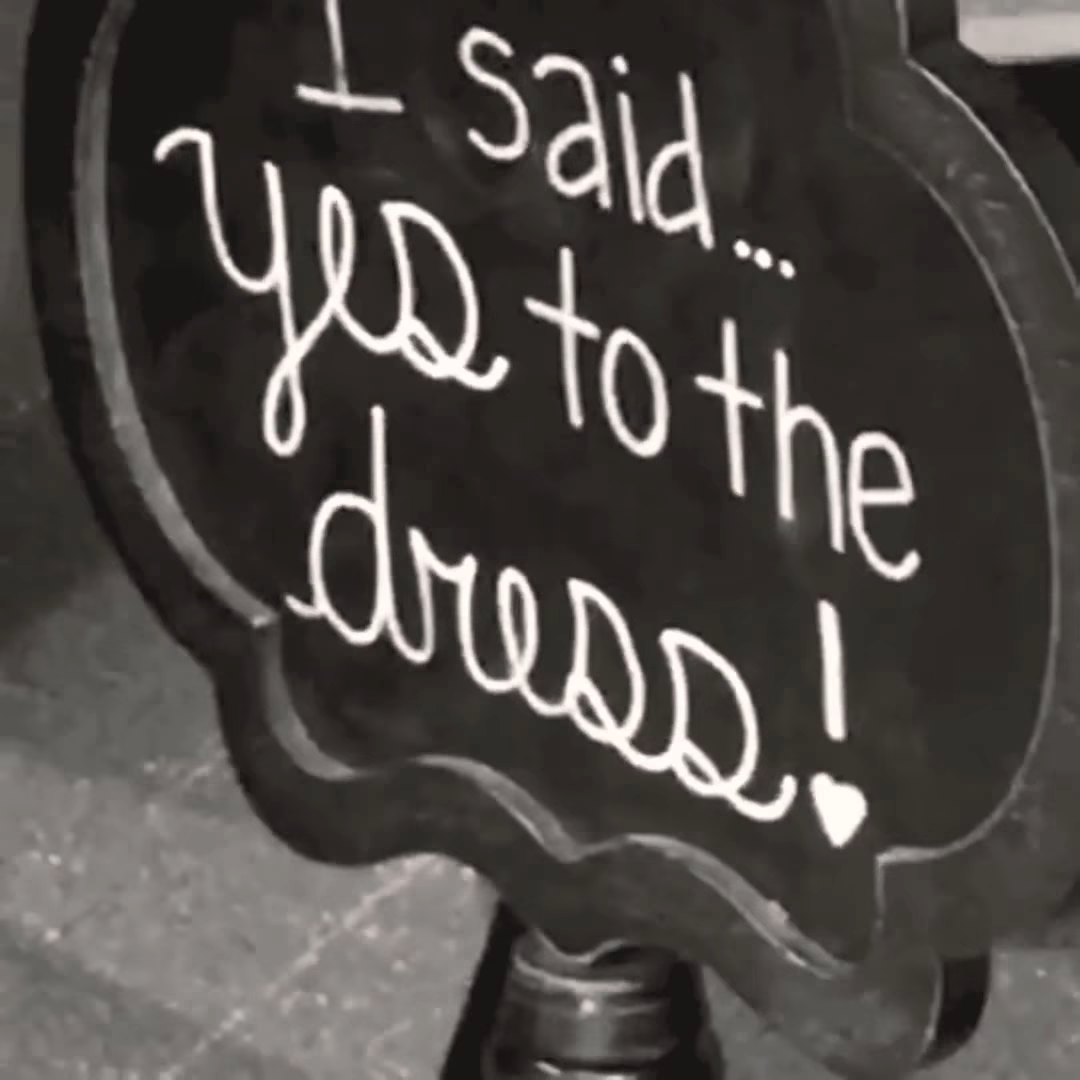 I said...
yes to the
dress!